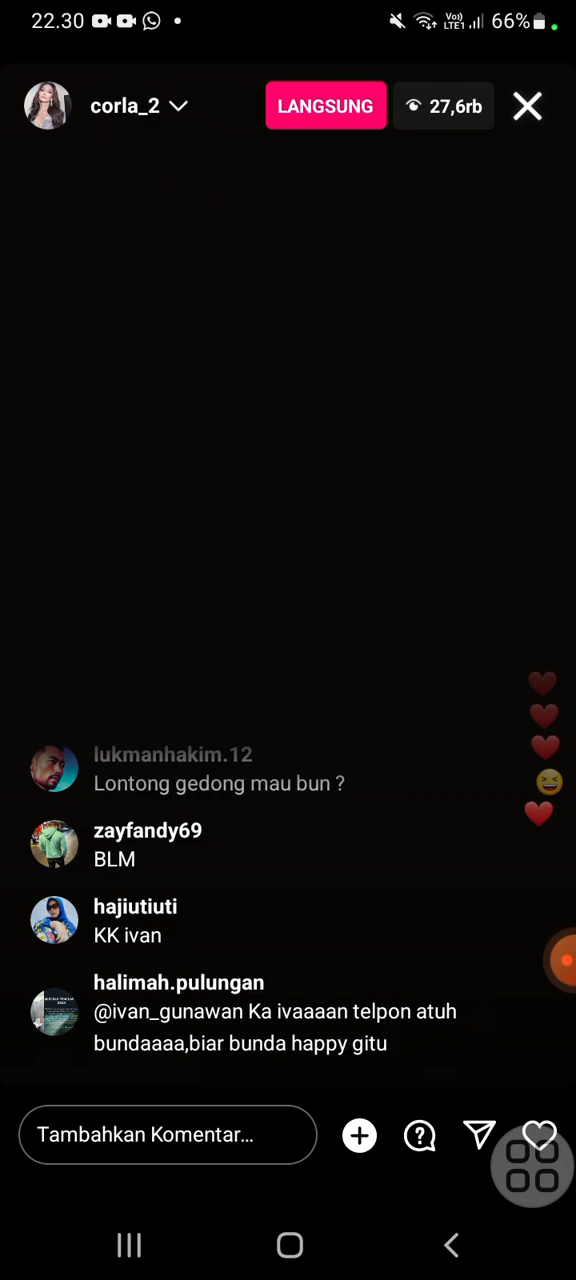 22.30
Vo))
LTE1
66%
corla_2
LANGSUNG
27,6rb
lukmanhakim.12
Lontong gedong mau bun ?
zayfandy69
BLM
hajiutiuti
KK ivan
halimah.pulungan
@ivan_gunawan Ka ivaaaan telpon atuh
bundaaaa,biar bunda happy gitu
Tambahkan Komentar...